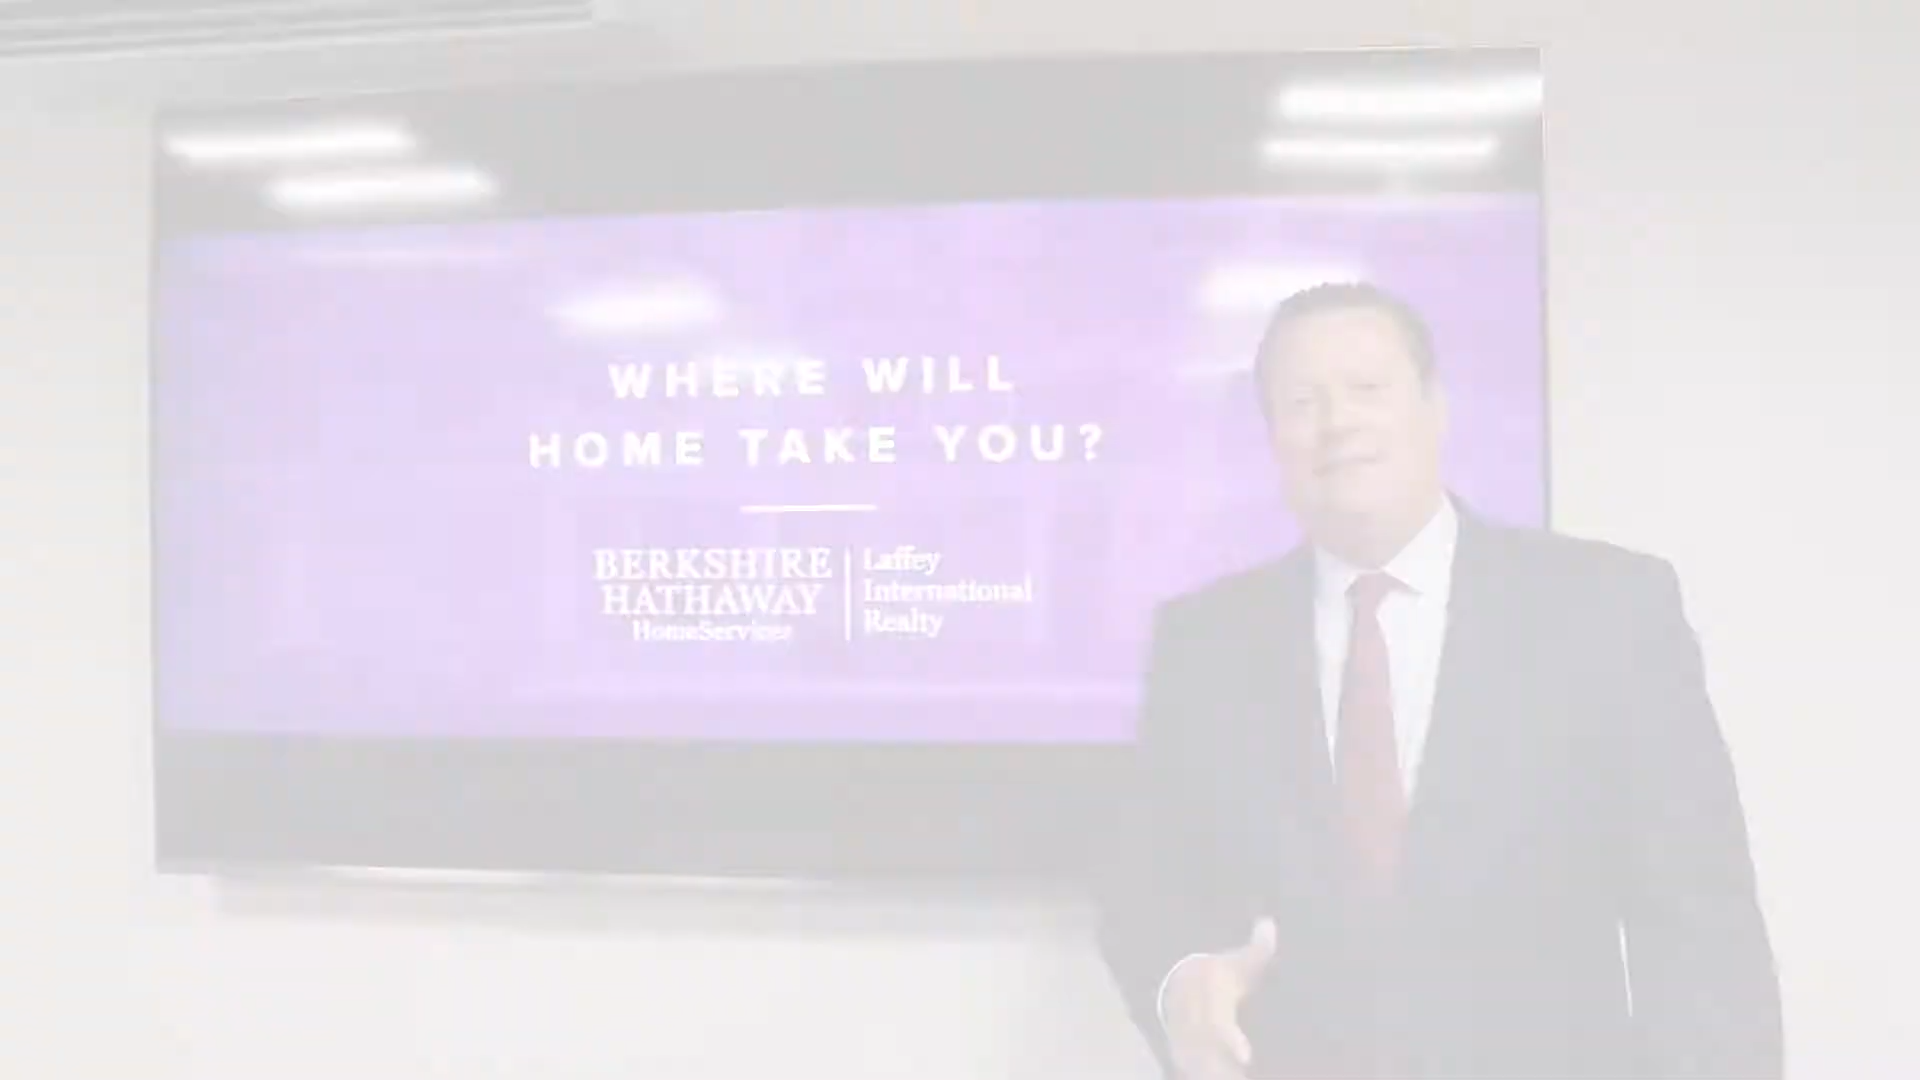 WHERE WILL
HOME TAKE YOU?
BERKSHIRE
HATHAWAY
HomeServices
Laffey
International
Realty